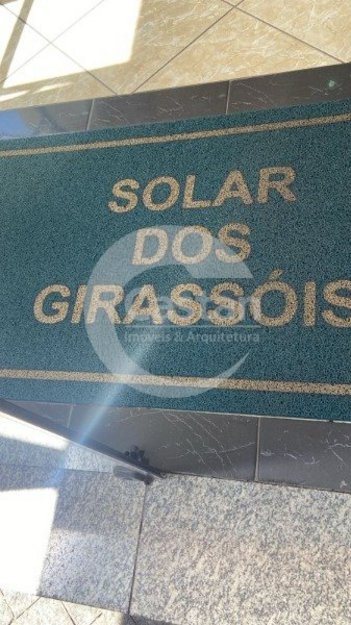 SOLAR
DOS
GIRASSÓIS
Imóveis & Arquitetura